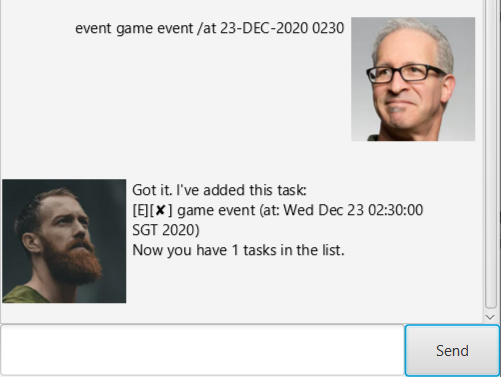 event game event /at 23-DEC-2020 0230
Got it. I've added this task:
[E][✘] game event (at: Wed Dec 23 02:30:00
SGT 2020)
Now you have 1 tasks in the list.
Send